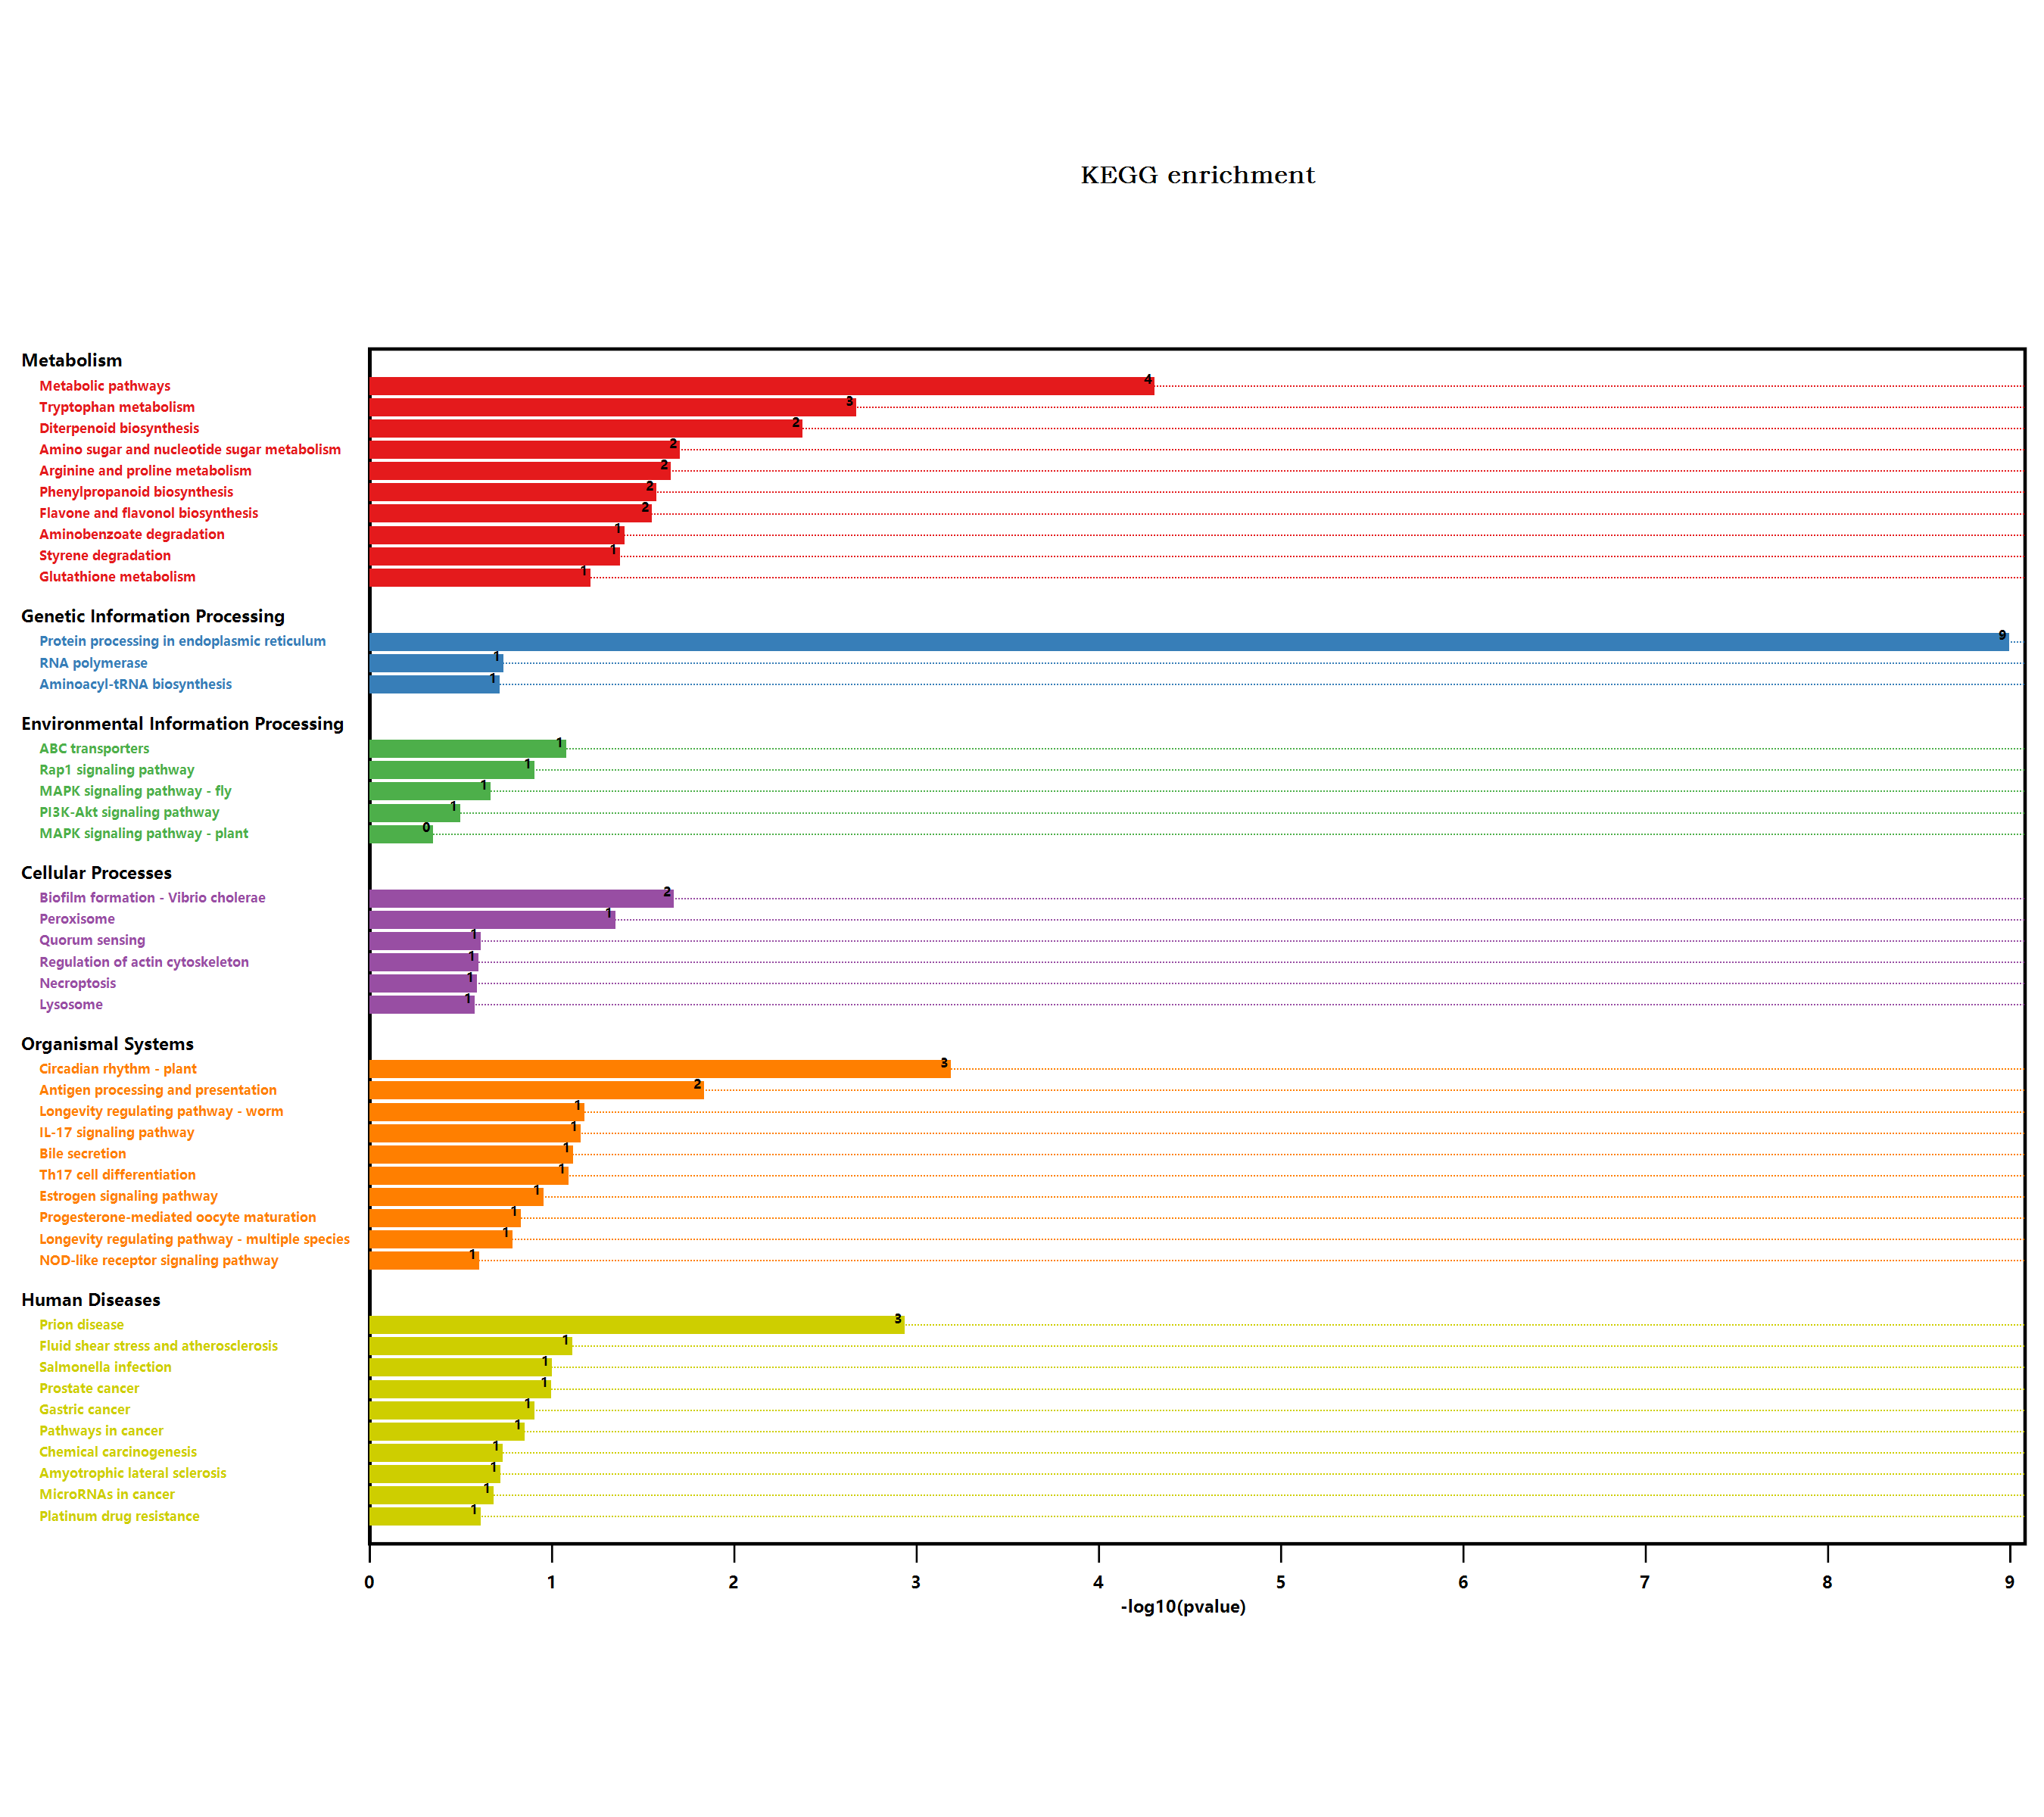 KEGG enrichment
Metabolism
Metabolic pathways 4
Tryptophan metabolism 3
Diterpenoid biosynthesis 2
Amino sugar and nucleotide sugar metabolism 2
Arginine and proline metabolism 2
Phenylpropanoid biosynthesis 2
Flavone and flavonol biosynthesis 2
Aminobenzoate degradation 1
Styrene degradation 1
Glutathione metabolism 1
Genetic Information Processing
Protein processing in endoplasmic reticulum 9
RNA polymerase 1
Aminoacyl-tRNA biosynthesis 1
Environmental Information Processing
ABC transporters 1
Rap1 signaling pathway 1
MAPK signaling pathway - fly 1
PI3K-Akt signaling pathway 1
MAPK signaling pathway - plant 0
Cellular Processes
Biofilm formation - Vibrio cholerae 2
Peroxisome 1
Quorum sensing 1
Regulation of actin cytoskeleton 1
Necroptosis 1
Lysosome 1
Organismal Systems
Circadian rhythm - plant 3
Antigen processing and presentation 2
Longevity regulating pathway - worm 1
IL-17 signaling pathway 1
Bile secretion 1
Th17 cell differentiation 1
Estrogen signaling pathway 1
Progesterone-mediated oocyte maturation 1
Longevity regulating pathway - multiple species 1
NOD-like receptor signaling pathway 1
Human Diseases
Prion disease 3
Fluid shear stress and atherosclerosis 1
Salmonella infection 1
Prostate cancer 1
Gastric cancer 1
Pathways in cancer 1
Chemical carcinogenesis 1
Amyotrophic lateral sclerosis 1
MicroRNAs in cancer 1
Platinum drug resistance 1
0 1 2 3 4 5 6 7 8 9
-log10(pvalue)